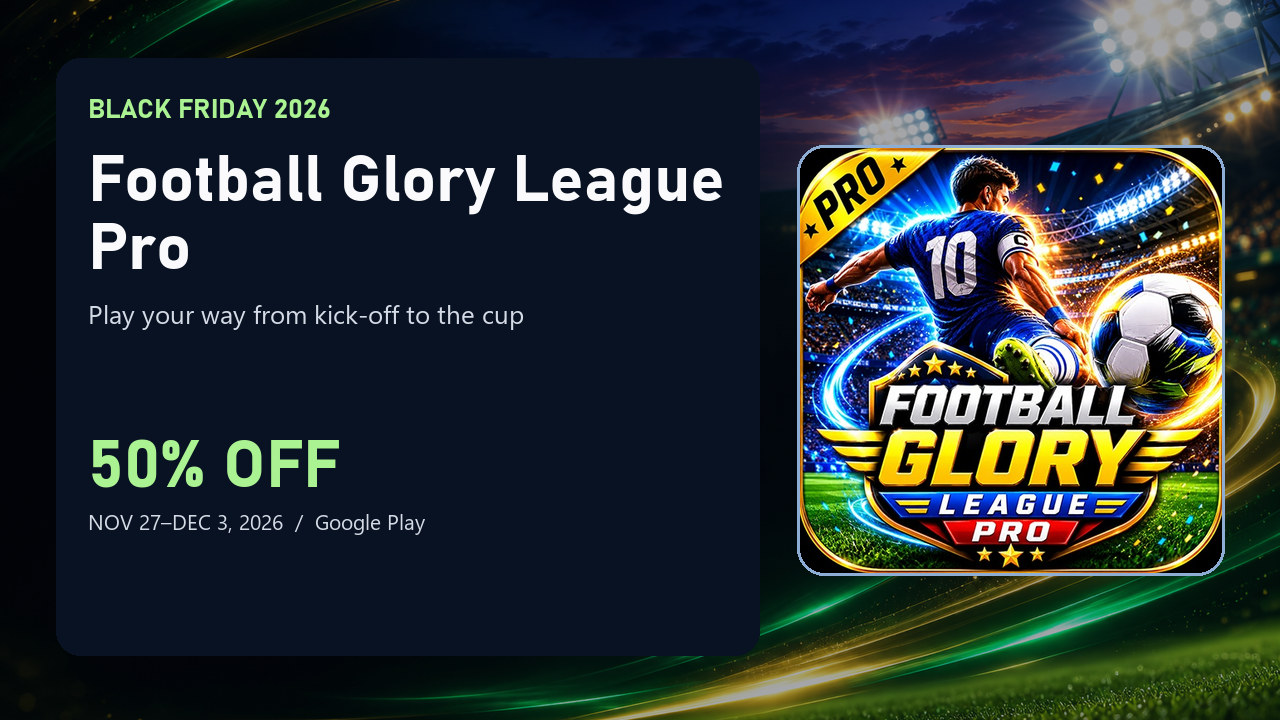 BLACK FRIDAY 2026
Football Glory League
Pro
Play your way from kick-off to the cup
50% OFF
NOV 27–DEC 3, 2026 / Google Play
PRO
10
C
FOOTBALL
GLORY
LEAGUE
PRO